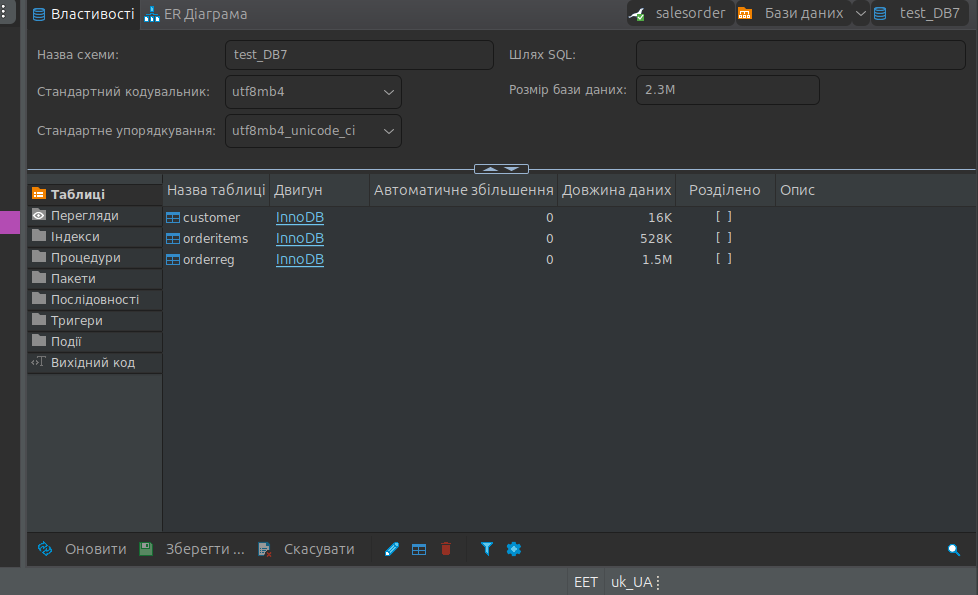 Властивості ER Діаграма salesorder Бази даних test_DB7
Назва схеми: test_DB7 Шлях SQL:
Стандартний кодувальник: utf8mb4 Розмір бази даних: 2.3M
Стандартне упорядкування: utf8mb4_unicode_ci
Таблиці
Перегляди
Індекси
Процедури
Пакети
Послідовності
Тригери
Події
Вихідний код
Назва таблиці Двигун Автоматичне збільшення Довжина даних Розділено Опис
customer InnoDB 0 16K [ ]
orderitems InnoDB 0 528K [ ]
orderreg InnoDB 0 1.5M [ ]
Оновити Зберегти ... Скасувати
EET uk_UA